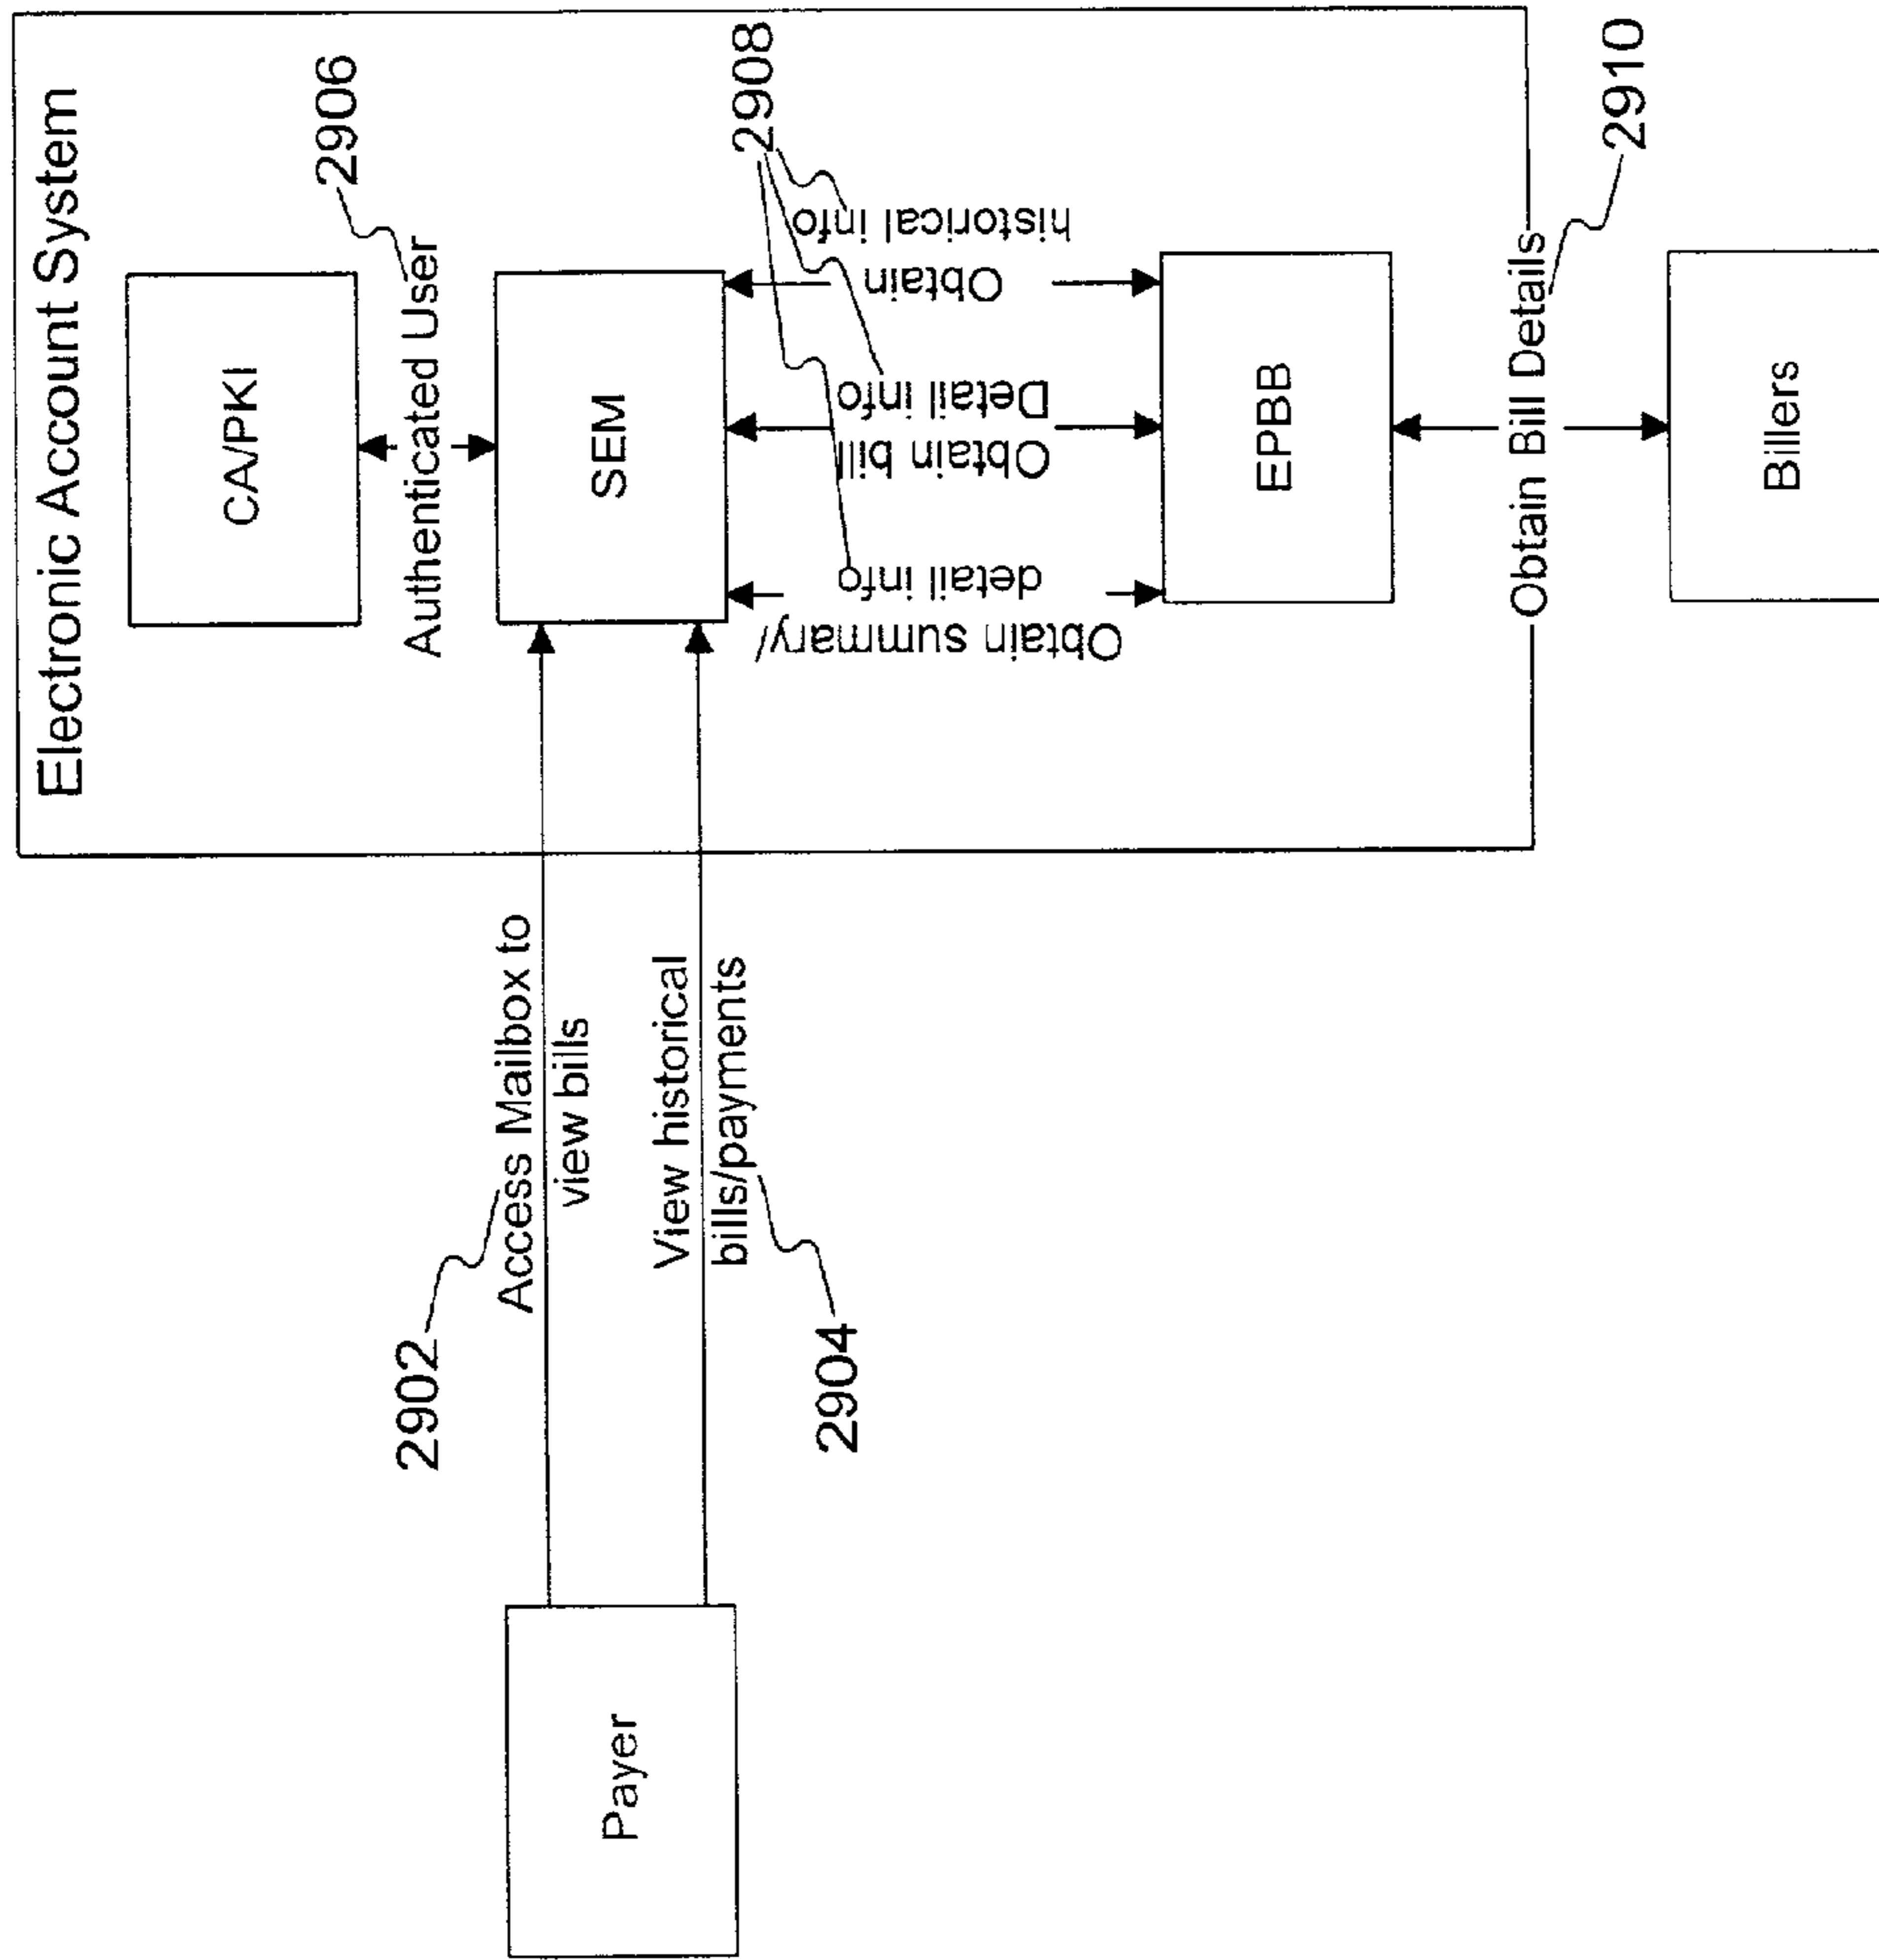 Electronic Account System
CA/PKI
2906
Authenticated User
2902
Access Mailbox to
view bills
SEM
Payer
View historical
bills/payments
2904
2908
Obtain summary/
detail info
Obtain bill
Detail info
Obtain
historical info
EPBB
Obtain Bill Details
2910
Billers